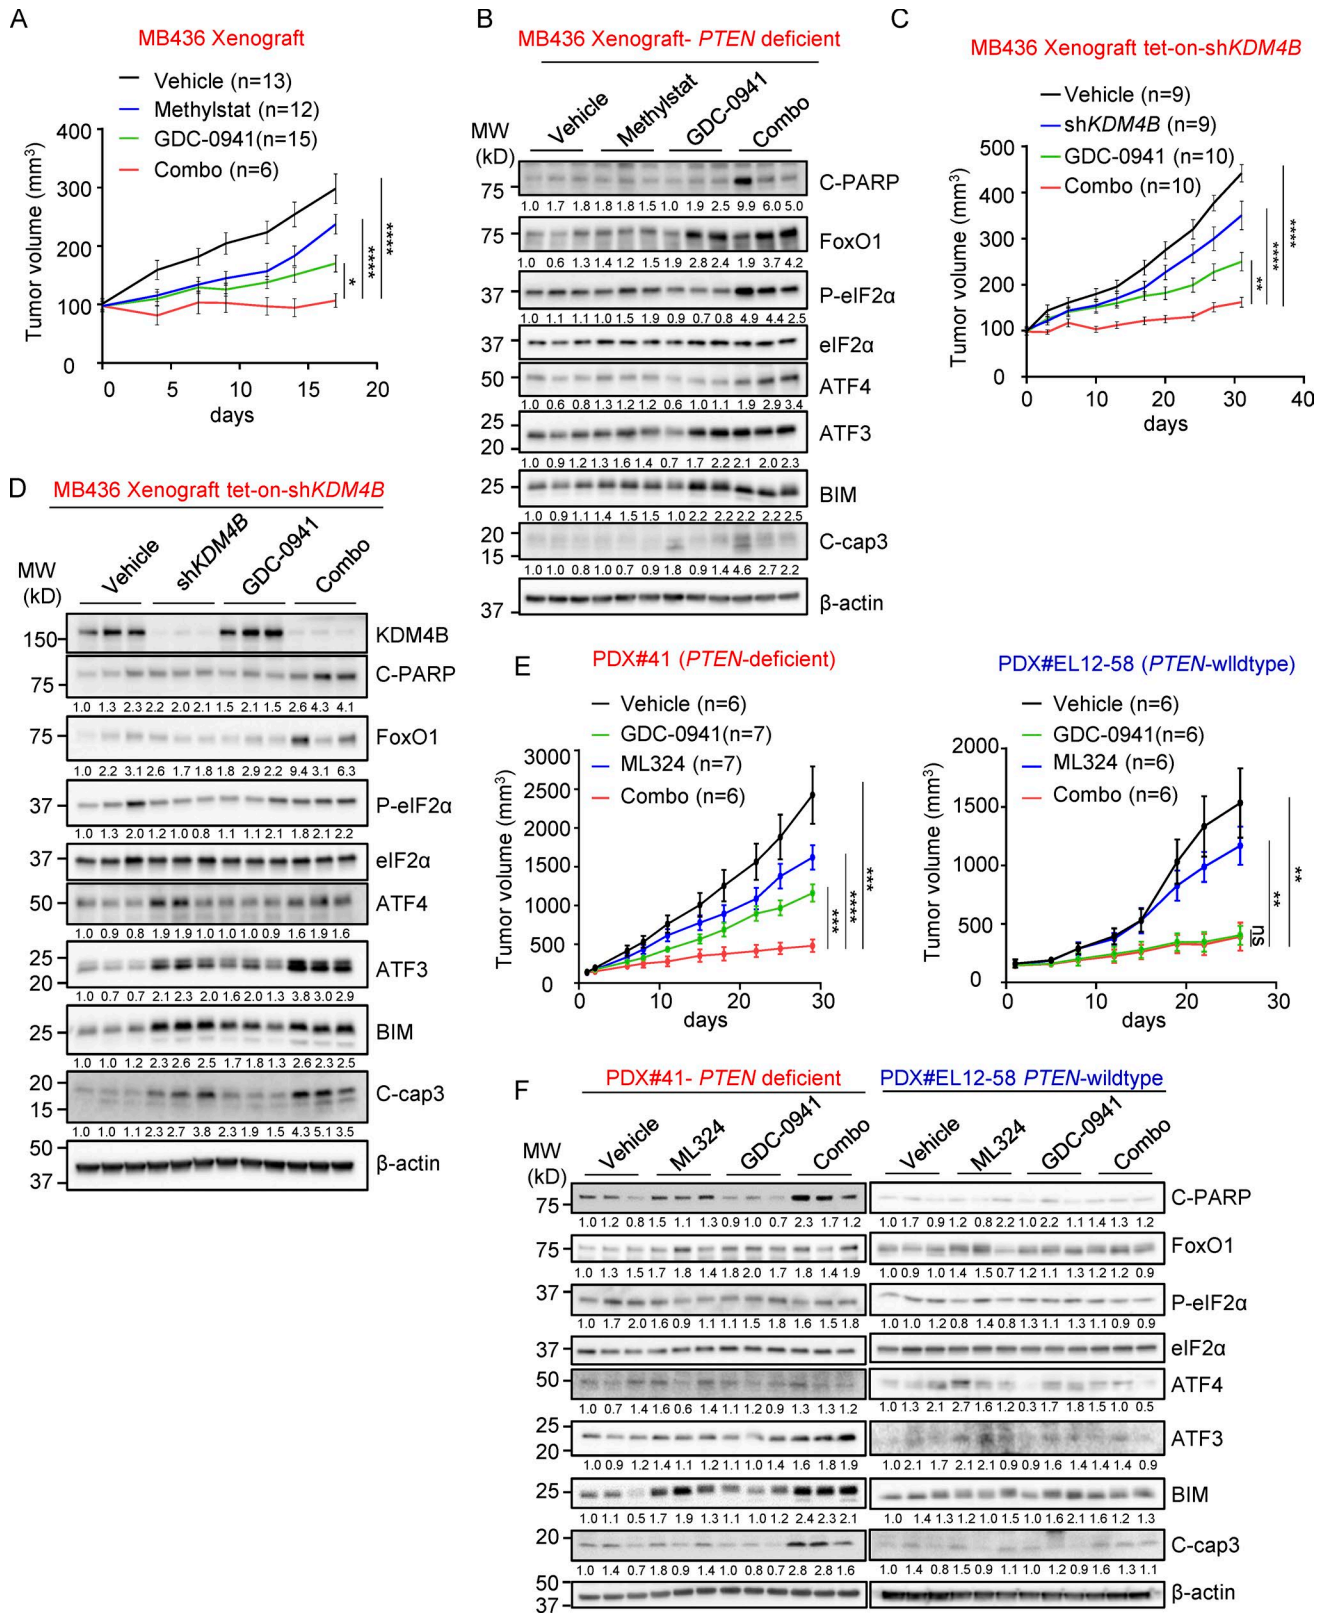 A
MB436 Xenograft
Vehicle (n=13)
Methylstat (n=12)
GDC-0941(n=15)
Combo (n=6)
Tumor volume (mm³)
400
300
200
100
0
0 5 10 15 20
days
* **** ****
B
MB436 Xenograft- PTEN deficient
MW
(kD)
Vehicle Methylstat GDC-0941 Combo
75 C-PARP
1.0 1.7 1.8 1.8 1.8 1.5 1.0 1.9 2.5 9.9 6.0 5.0
75 FoxO1
1.0 0.6 1.3 1.4 1.2 1.5 1.9 2.8 2.4 1.9 3.7 4.2
37 P-eIF2α
1.0 1.1 1.1 1.0 1.5 1.9 0.9 0.7 0.8 4.9 4.4 2.5
37 eIF2α
50 ATF4
1.0 0.6 0.8 1.3 1.2 1.2 0.6 1.0 1.1 1.9 2.9 3.4
25
20 ATF3
1.0 0.9 1.2 1.3 1.6 1.4 0.7 1.7 2.2 2.1 2.0 2.3
25 BIM
1.0 0.9 1.1 1.4 1.5 1.5 1.0 2.2 2.2 2.2 2.2 2.5
20
15 C-cap3
1.0 1.0 0.8 1.0 0.7 0.9 1.8 0.9 1.4 4.6 2.7 2.2
37 β-actin
C
MB436 Xenograft tet-on-shKDM4B
Vehicle (n=9)
shKDM4B (n=9)
GDC-0941 (n=10)
Combo (n=10)
Tumor volume (mm³)
500
400
300
200
100
0
0 10 20 30 40
days
** **** ****
D
MB436 Xenograft tet-on-shKDM4B
MW
(kD)
Vehicle shKDM4B GDC-0941 Combo
150 KDM4B
75 C-PARP
1.0 1.3 2.3 2.2 2.0 2.1 1.5 2.1 1.5 2.6 4.3 4.1
75 FoxO1
1.0 2.2 3.1 2.6 1.7 1.8 1.8 2.9 2.2 9.4 3.1 6.3
37 P-eIF2α
1.0 1.3 2.0 1.2 1.0 0.8 1.1 1.1 2.1 1.8 2.1 2.2
37 eIF2α
50 ATF4
1.0 0.9 0.8 1.9 1.9 1.0 1.0 1.0 0.9 1.6 1.9 1.6
25
20 ATF3
1.0 0.7 0.7 2.1 2.3 2.0 1.6 2.0 1.3 3.8 3.0 2.9
25 BIM
1.0 1.0 1.2 2.3 2.6 2.5 1.7 1.8 1.3 2.6 2.3 2.5
20
15 C-cap3
1.0 1.0 1.1 2.3 2.7 3.8 2.3 1.9 1.5 4.3 5.1 3.5
50
37 β-actin
E
PDX#41 (PTEN-deficient)
Vehicle (n=6)
GDC-0941(n=7)
ML324 (n=7)
Combo (n=6)
Tumor volume (mm³)
3000
2500
2000
1500
1000
500
0
0 10 20 30
days
*** **** ***
PDX#EL12-58 (PTEN-wlldtype)
Vehicle (n=6)
GDC-0941(n=6)
ML324 (n=6)
Combo (n=6)
Tumor volume (mm³)
2000
1500
1000
500
0
0 10 20 30
days
ns ** **
F
PDX#41- PTEN deficient PDX#EL12-58 PTEN-wildtype
MW
(kD)
Vehicle ML324 GDC-0941 Combo Vehicle ML324 GDC-0941 Combo
75 C-PARP
1.0 1.2 0.8 1.5 1.1 1.3 0.9 1.0 0.7 2.3 1.7 1.2 1.0 1.7 0.9 1.2 0.8 2.2 1.0 2.2 1.1 1.4 1.3 1.2
75 FoxO1
1.0 1.3 1.5 1.7 1.8 1.4 1.8 2.0 1.7 1.8 1.4 1.9 1.0 0.9 1.0 1.4 1.5 0.7 1.2 1.1 1.3 1.2 1.2 0.9
37 P-eIF2α
1.0 1.7 2.0 1.6 0.9 1.1 1.1 1.5 1.8 1.6 1.5 1.8 1.0 1.0 1.2 0.8 1.4 0.8 1.3 1.1 1.3 1.1 0.9 0.9
37 eIF2α
50 ATF4
1.0 0.7 1.4 1.6 0.6 1.4 1.1 1.2 0.9 1.3 1.3 1.2 1.0 1.3 2.1 2.7 1.6 1.2 0.3 1.7 1.8 1.5 1.0 0.5
25
20 ATF3
1.0 0.9 1.2 1.4 1.1 1.2 1.1 1.0 1.4 1.6 1.8 1.9 1.0 2.1 1.7 2.1 2.1 0.9 0.9 1.6 1.4 1.4 1.4 0.9
25 BIM
1.0 1.1 0.5 1.7 1.9 1.3 1.1 1.0 1.2 2.4 2.3 2.1 1.0 1.4 1.3 1.2 1.0 1.5 1.0 1.6 2.1 1.6 1.2 1.3
20 C-cap3
1.0 1.4 0.7 1.8 0.9 1.4 0.7 0.9 0.7 2.8 2.8 1.6 1.0 1.4 0.8 1.5 0.9 1.1 1.0 1.2 0.9 1.6 1.3 1.1
50
37 β-actin